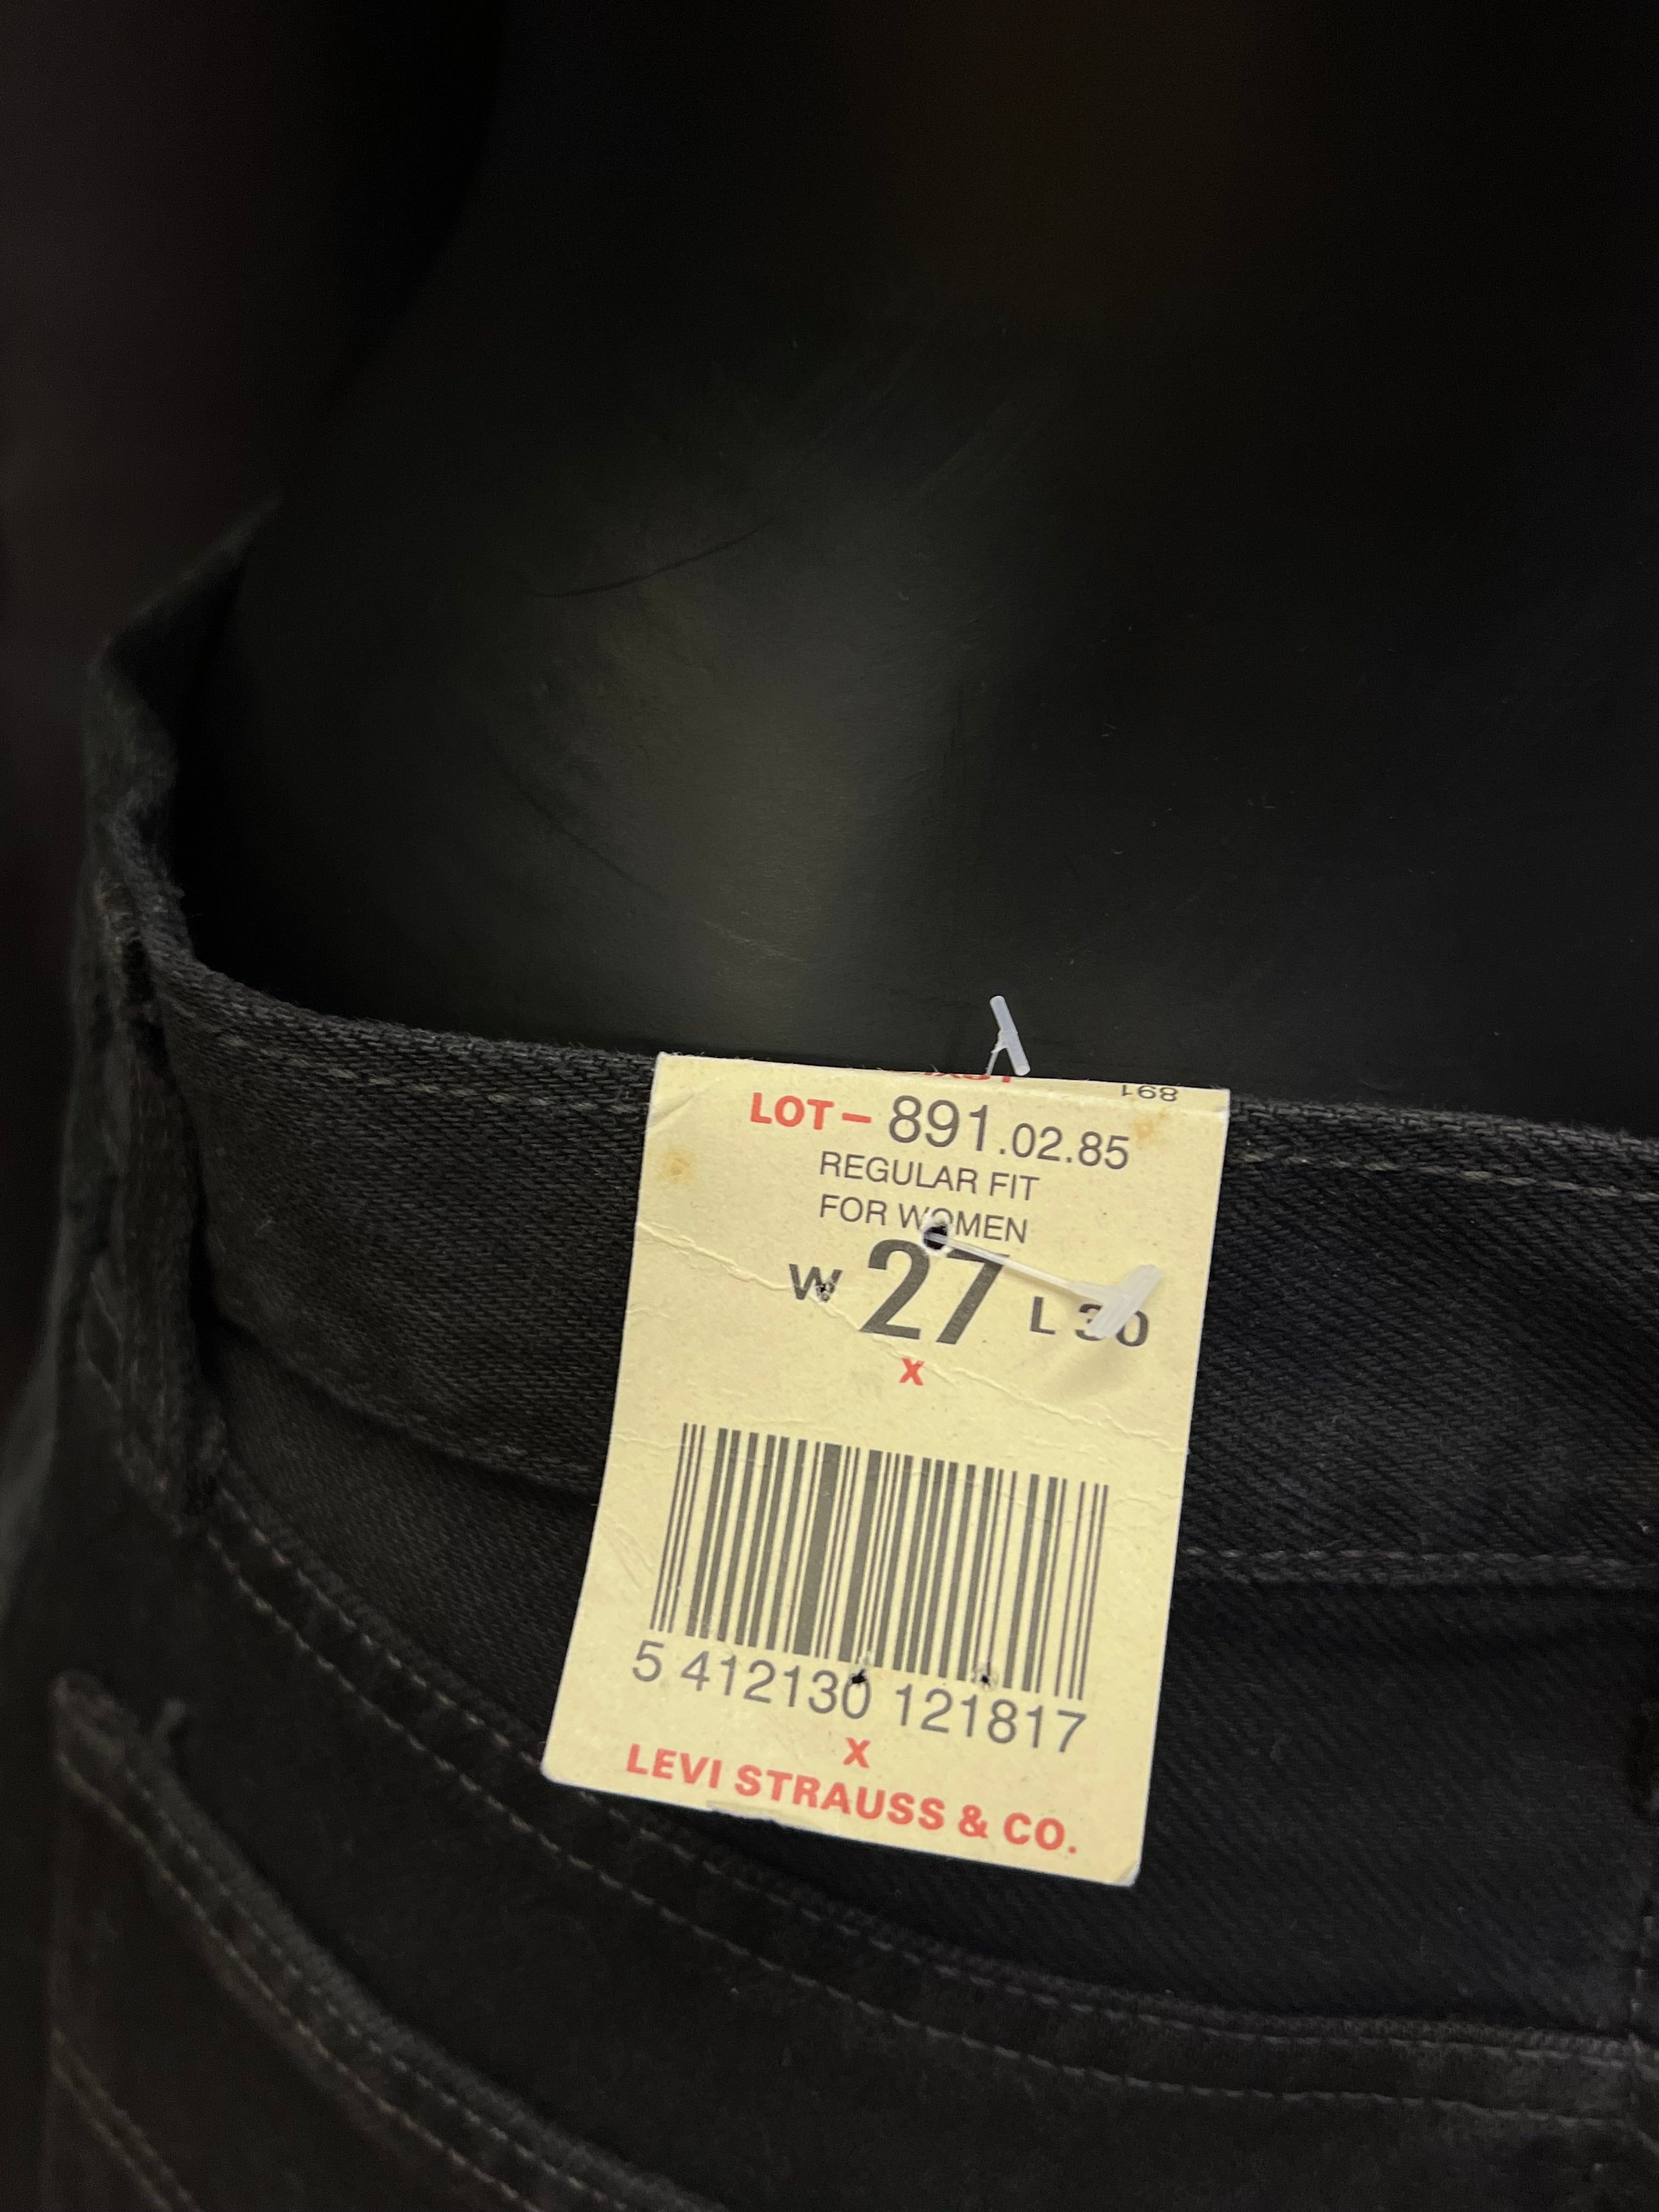 891
LOT - 891.02.85
REGULAR FIT
FOR WOMEN
W 27 L 30
X
5 412130 121817
X
LEVI STRAUSS & CO.